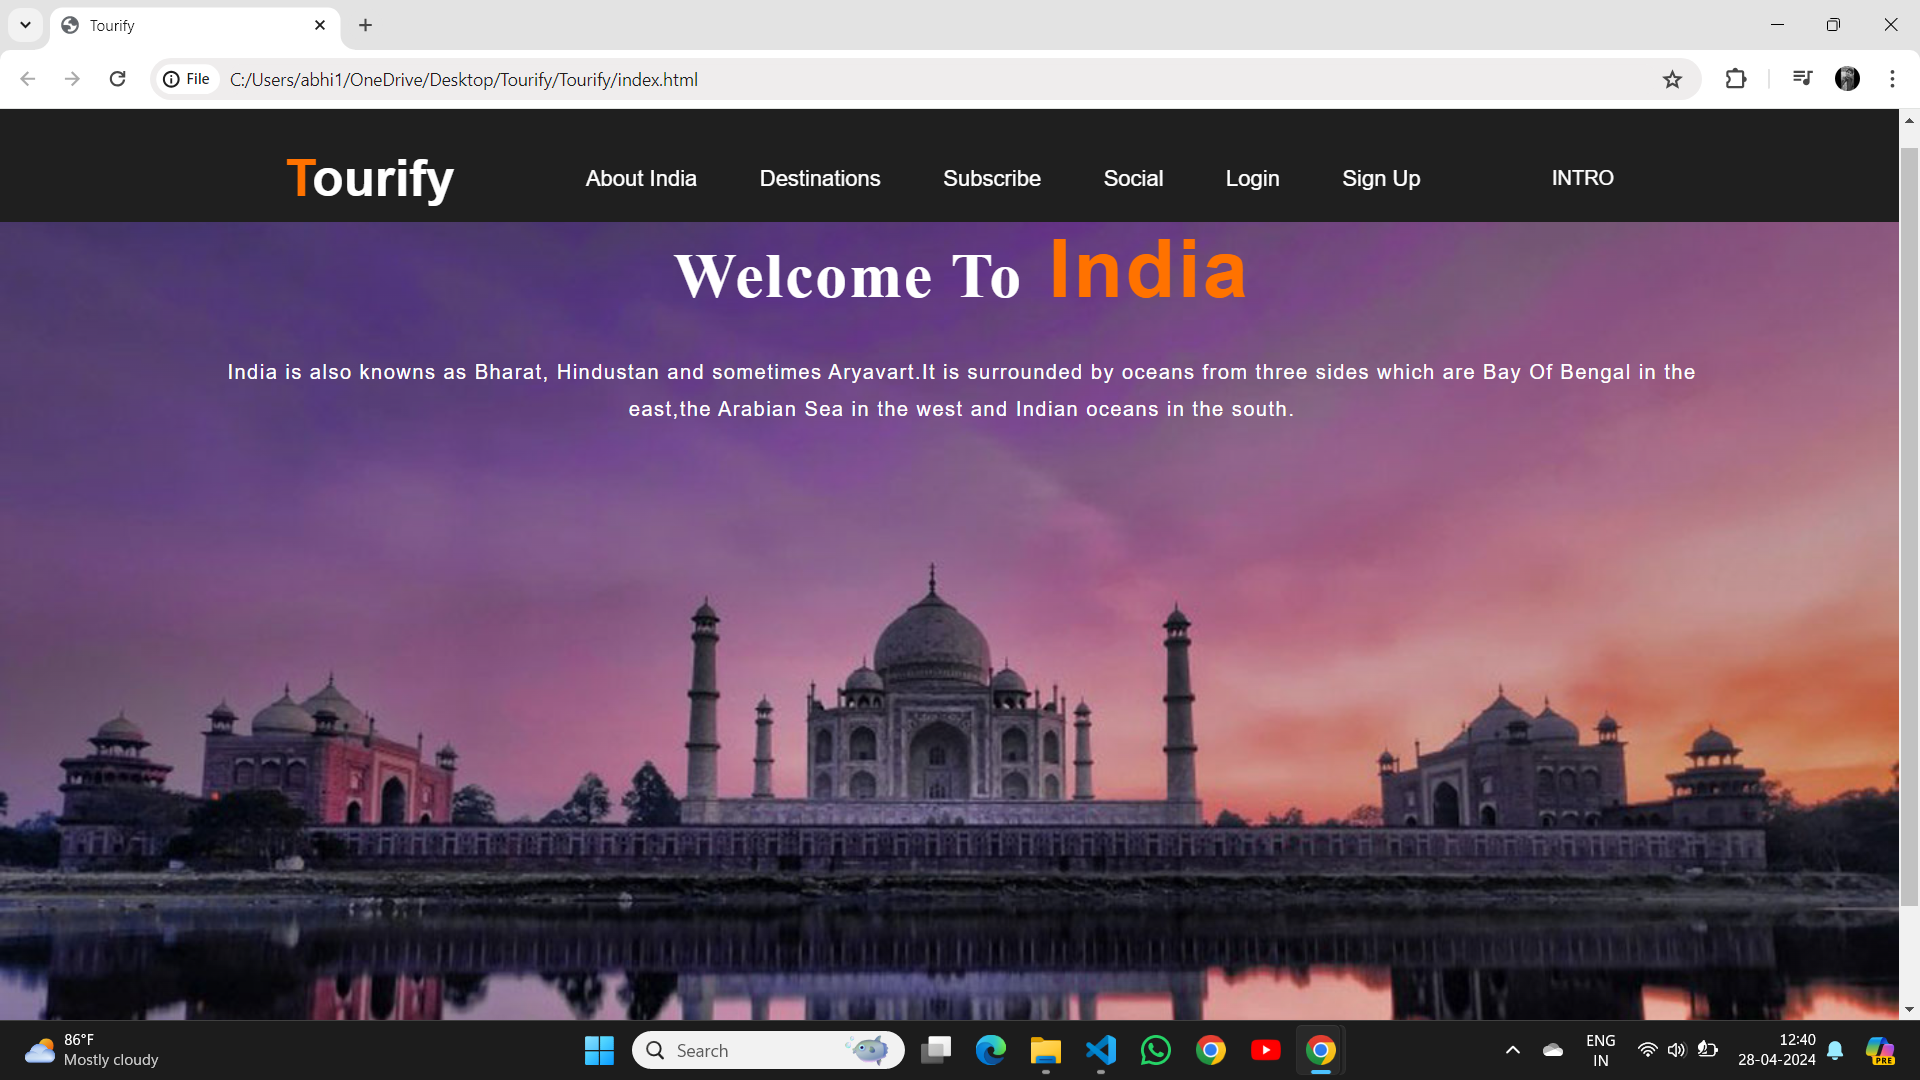 Tourify
File C:/Users/abhi1/OneDrive/Desktop/Tourify/Tourify/index.html
Tourify About India Destinations Subscribe Social Login Sign Up INTRO
Welcome To India
India is also knowns as Bharat, Hindustan and sometimes Aryavart.It is surrounded by oceans from three sides which are Bay Of Bengal in the
east,the Arabian Sea in the west and Indian oceans in the south.
86°F
Mostly cloudy
Search
ENG
IN
12:40
28-04-2024
PRE